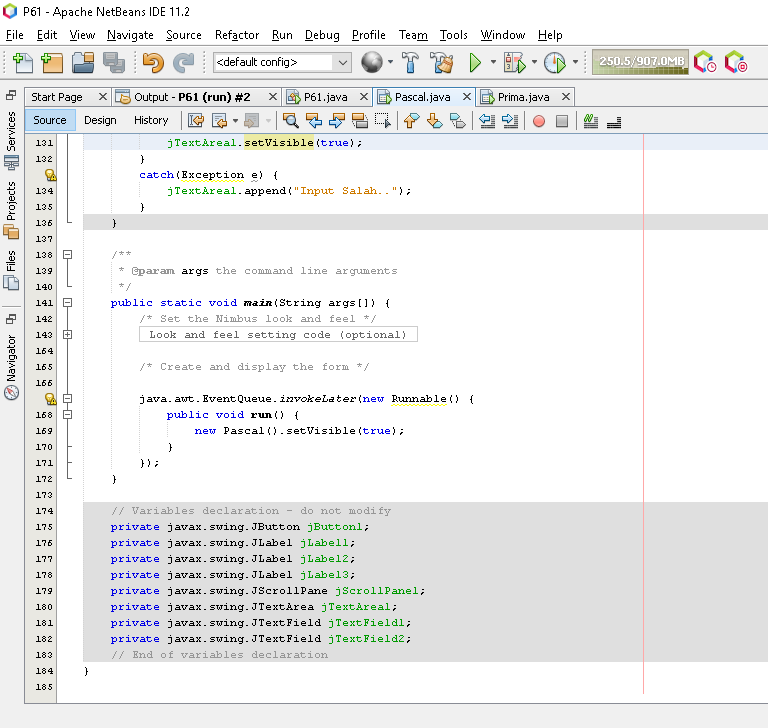 P61 - Apache NetBeans IDE 11.2
File Edit View Navigate Source Refactor Run Debug Profile Team Tools Window Help
<default config> 250.5/907.0MB
Start Page Output - P61 (run) #2 P61.java Pascal.java Prima.java
Source Design History
Services
Projects
Files
Navigator
131 jTextArea1.setVisible(true);
132 }
catch(Exception e) {
134 jTextArea1.append("Input Salah..");
135 }
136 }
137
138 /**
139 * @param args the command line arguments
140 */
141 public static void main(String args[]) {
142 /* Set the Nimbus look and feel */
143 Look and feel setting code (optional)
164
165 /* Create and display the form */
166
java.awt.EventQueue.invokeLater(new Runnable() {
168 public void run() {
169 new Pascal().setVisible(true);
170 }
171 });
172 }
173
174 // Variables declaration - do not modify
175 private javax.swing.JButton jButton1;
176 private javax.swing.JLabel jLabel1;
177 private javax.swing.JLabel jLabel2;
178 private javax.swing.JLabel jLabel3;
179 private javax.swing.JScrollPane jScrollPane1;
180 private javax.swing.JTextArea jTextArea1;
181 private javax.swing.JTextField jTextField1;
182 private javax.swing.JTextField jTextField2;
183 // End of variables declaration
184 }
185